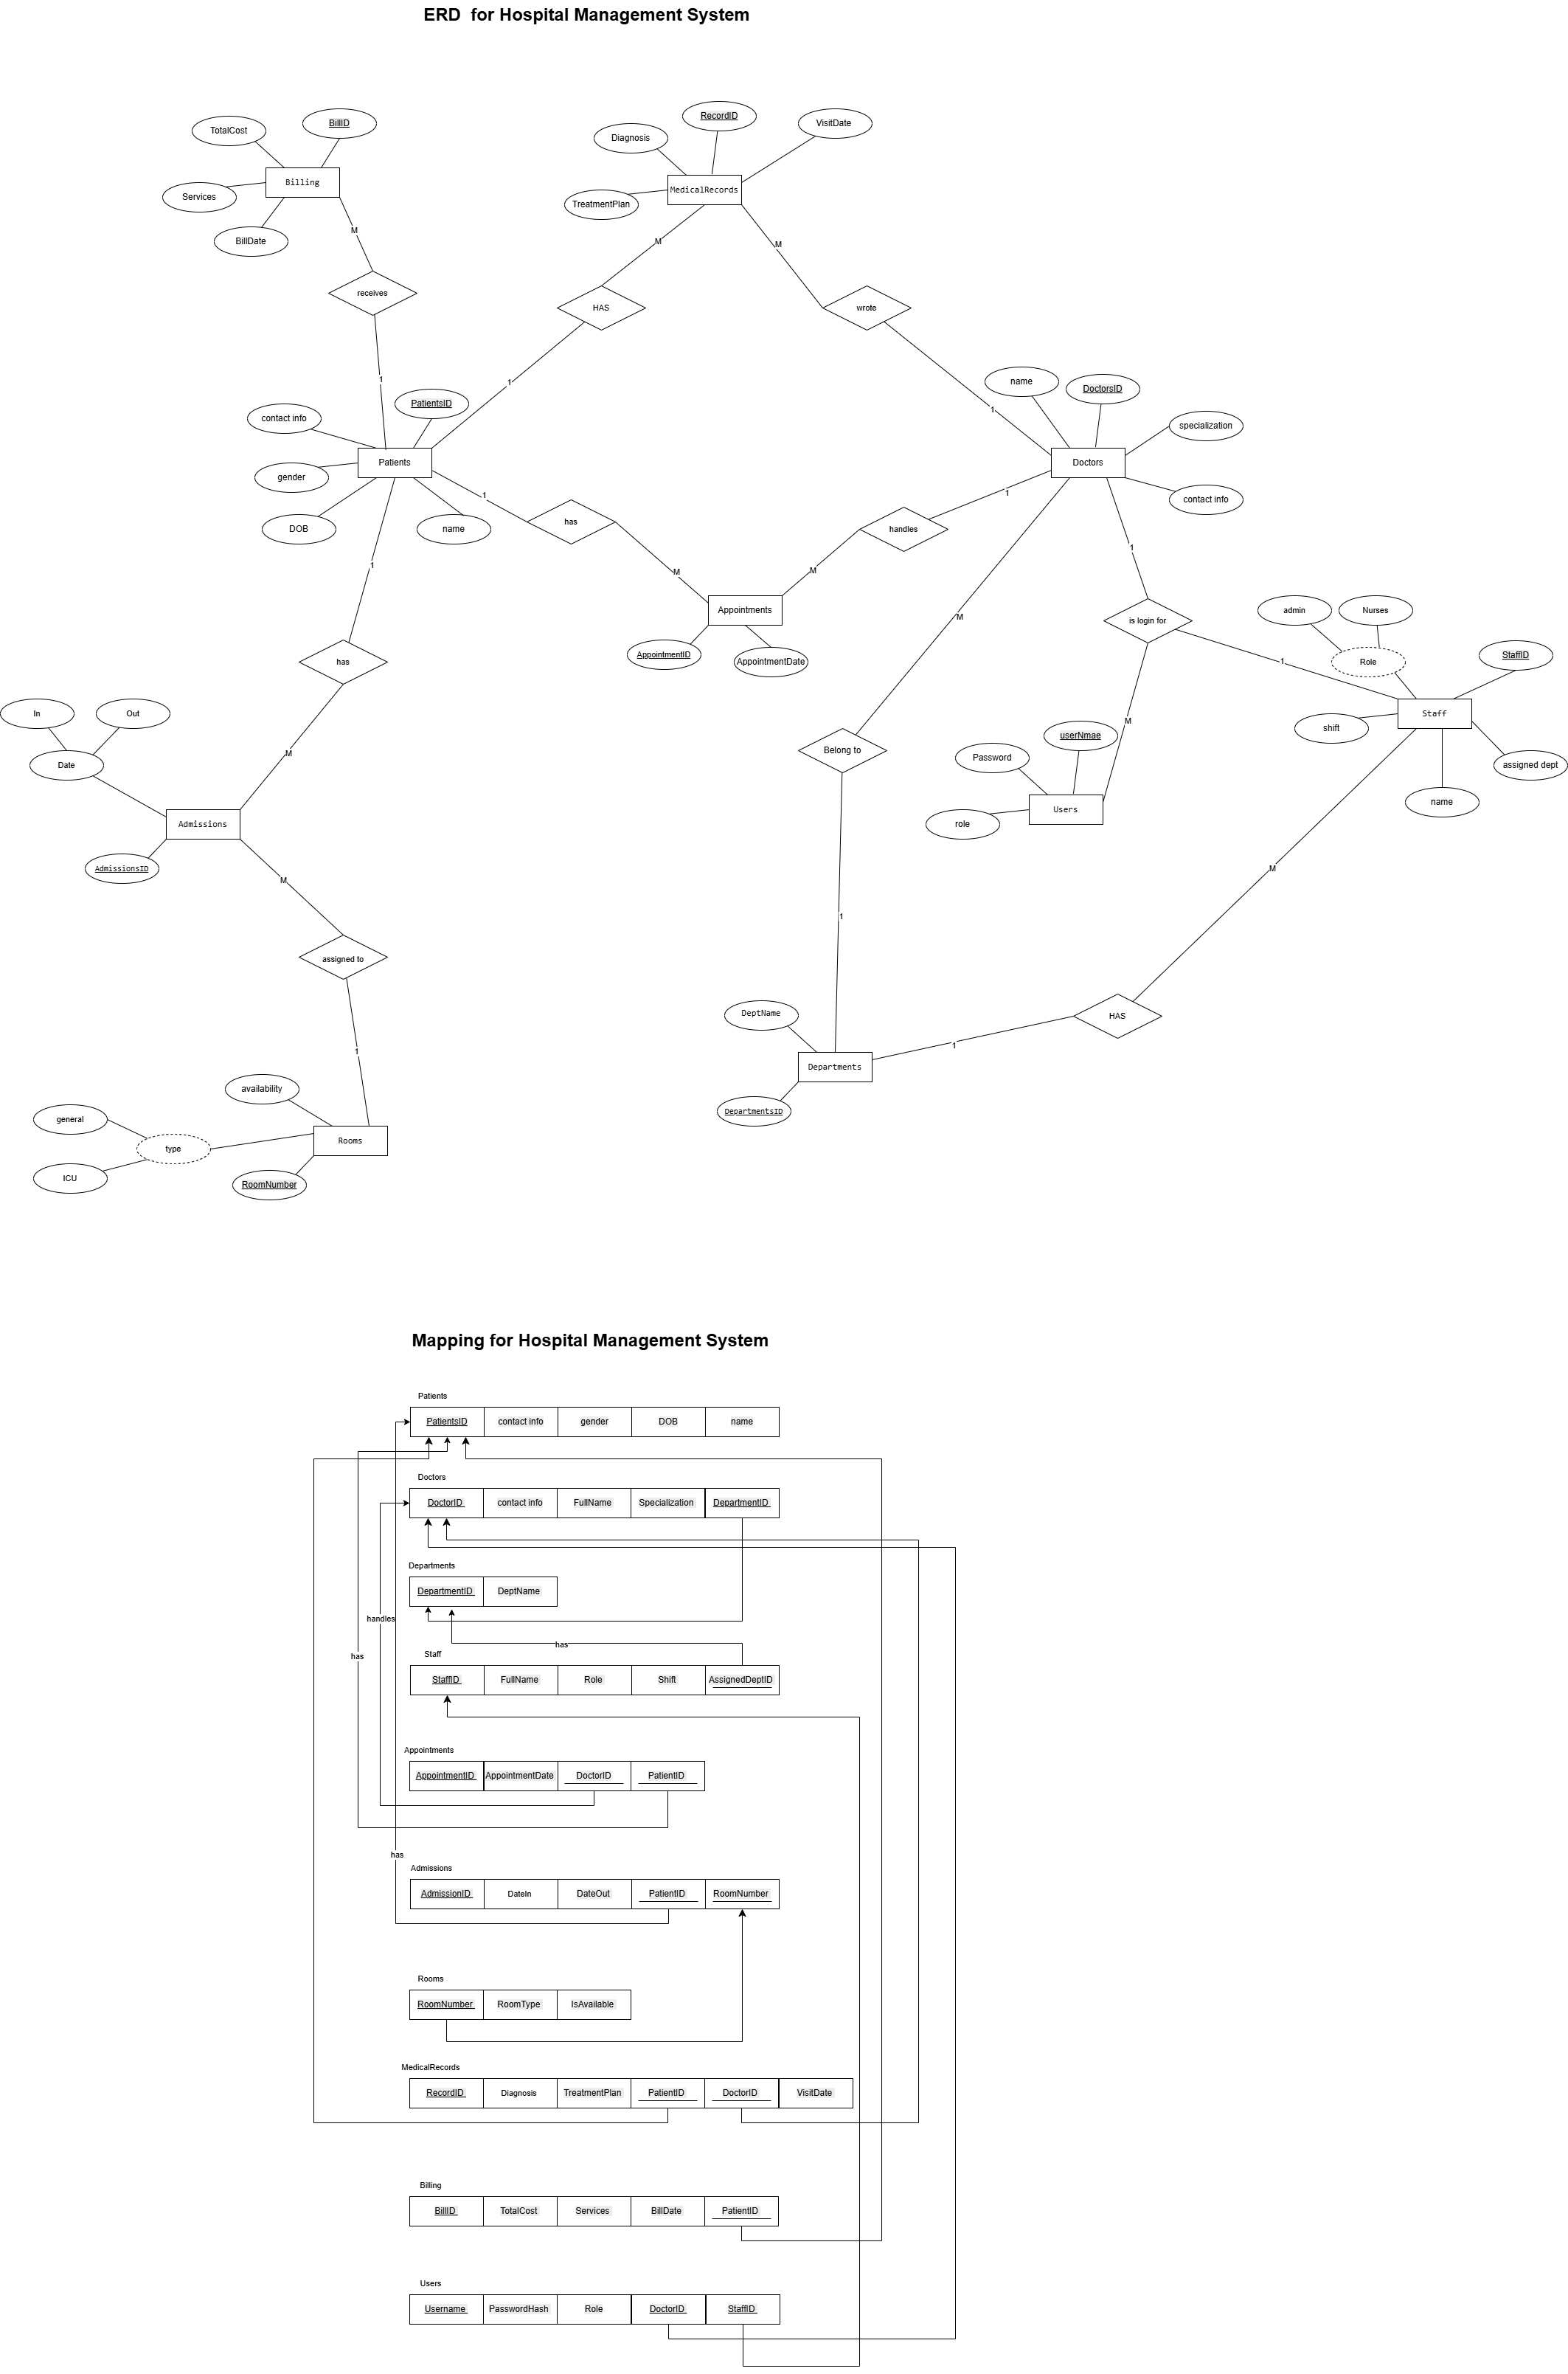 ERD  for Hospital Management System
TotalCost
BillID
Billing
Services
BillDate
M
receives
1
Diagnosis
RecordID
VisitDate
MedicalRecords
TreatmentPlan
M
HAS
1
M
wrote
1
contact info
PatientsID
Patients
gender
DOB
name
name
DoctorsID
specialization
Doctors
contact info
1
has
M
1
handles
M
Appointments
AppointmentID
AppointmentDate
1
has
M
In
Out
Date
Admissions
AdmissionsID
M
assigned to
1
availability
general
type
ICU
Rooms
RoomNumber
M
Belong to
1
1
is login for
1
M
admin
Nurses
Role
StaffID
Staff
shift
assigned dept
name
Password
userNmae
Users
role
M
HAS
1
DeptName
Departments
DepartmentsID
Mapping for Hospital Management System
Patients
PatientsID contact info gender DOB name
Doctors
DoctorID contact info FullName Specialization DepartmentID
Departments
DepartmentID DeptName
handles
has
has
Staff
StaffID FullName Role Shift AssignedDeptID
Appointments
AppointmentID AppointmentDate DoctorID PatientID
has
Admissions
AdmissionID DateIn DateOut PatientID RoomNumber
Rooms
RoomNumber RoomType IsAvailable
MedicalRecords
RecordID Diagnosis TreatmentPlan PatientID DoctorID VisitDate
Billing
BillID TotalCost Services BillDate PatientID
Users
Username PasswordHash Role DoctorID StaffID